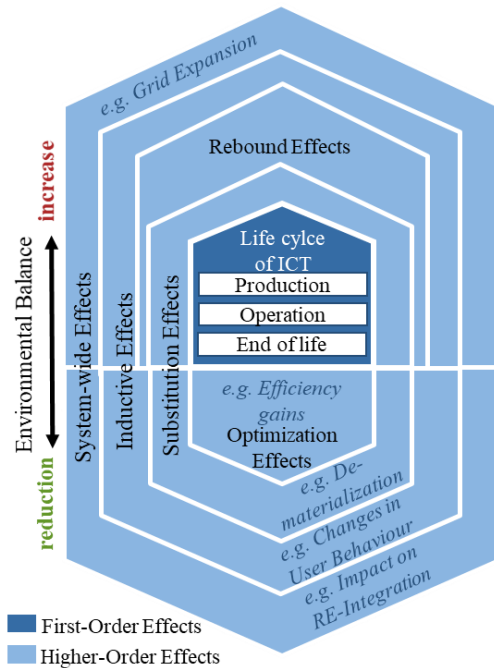 e.g. Grid Expansion
Rebound Effects
increase
Environmental Balance
reduction
System-wide Effects
Inductive Effects
Substitution Effects
Life cylce
of ICT
Production
Operation
End of life
e.g. Efficiency
gains
Optimization
Effects
e.g. De-
materialization
e.g. Changes in
User Behaviour
e.g. Impact on
RE-Integration
First-Order Effects
Higher-Order Effects